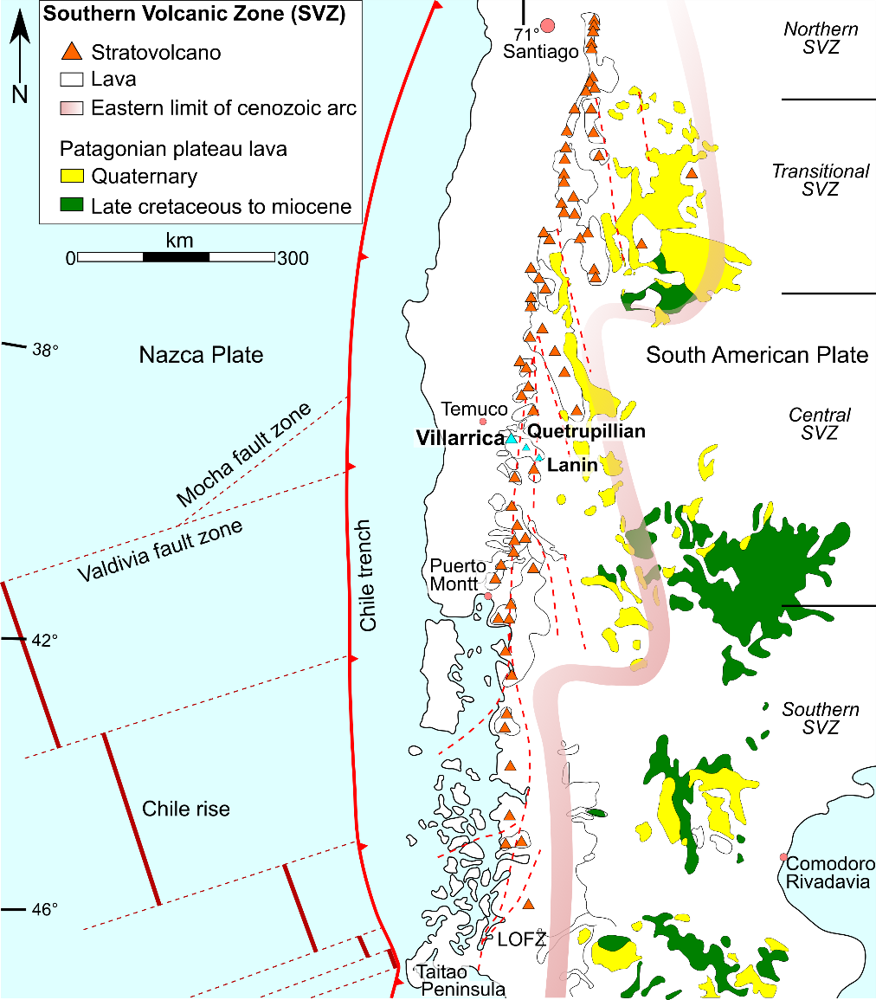 Southern Volcanic Zone (SVZ)
Stratovolcano
Lava
Eastern limit of cenozoic arc
Patagonian plateau lava
Quaternary
Late cretaceous to miocene
N
km
0
300
71°
Santiago
Northern
SVZ
Transitional
SVZ
38°
Nazca Plate
South American Plate
Temuco
Villarrica
Quetrupillian
Lanin
Central
SVZ
Mocha fault zone
Valdivia fault zone
Chile trench
Puerto
Montt
42°
Southern
SVZ
Chile rise
Comodoro
Rivadavia
46°
LOFZ
Taitao
Peninsula